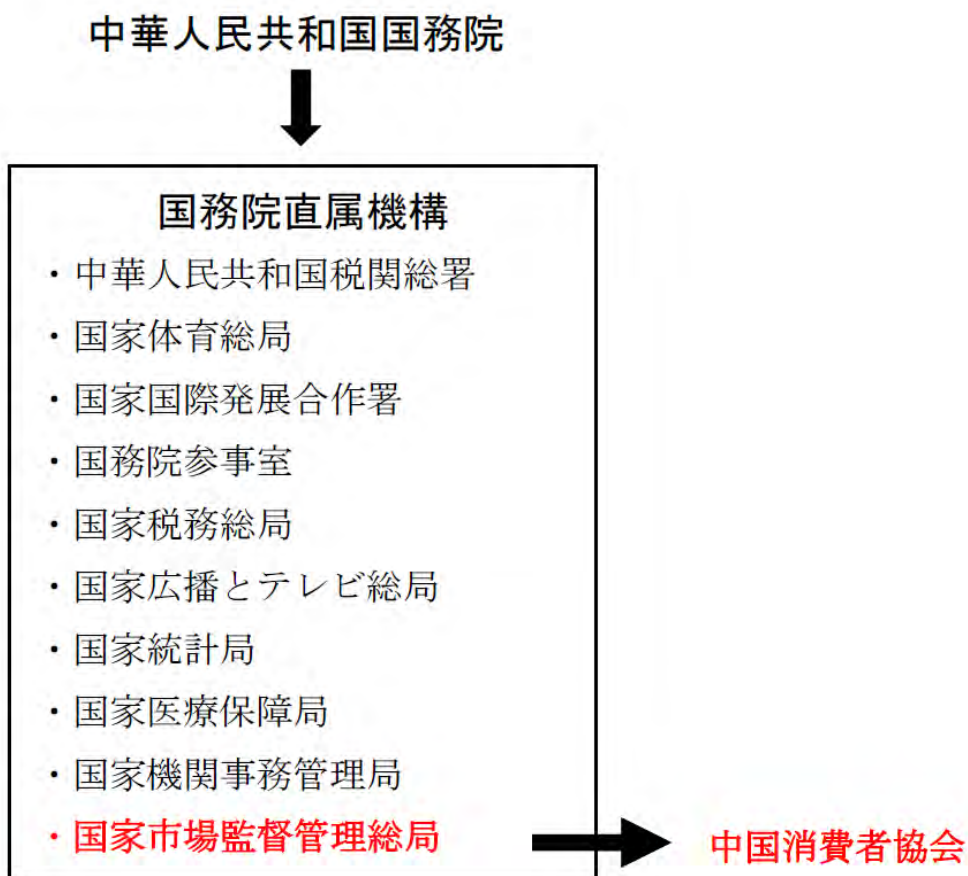 中華人民共和国国務院
国務院直属機構
・中華人民共和国税関総署
・国家体育総局
・国家国際発展合作署
・国務院参事室
・国家税務総局
・国家広播とテレビ総局
・国家統計局
・国家医療保障局
・国家機関事務管理局
・国家市場監督管理総局
中国消費者協会